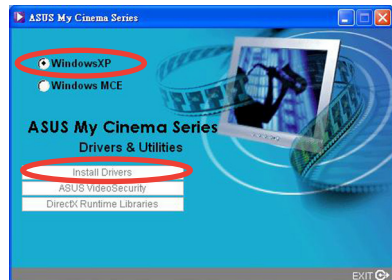 ASUS My Cinema Series
WindowsXP
Windows MCE
ASUS My Cinema Series
Drivers & Utilities
Install Drivers
ASUS VideoSecurity
DirectX Runtime Libraries
EXIT